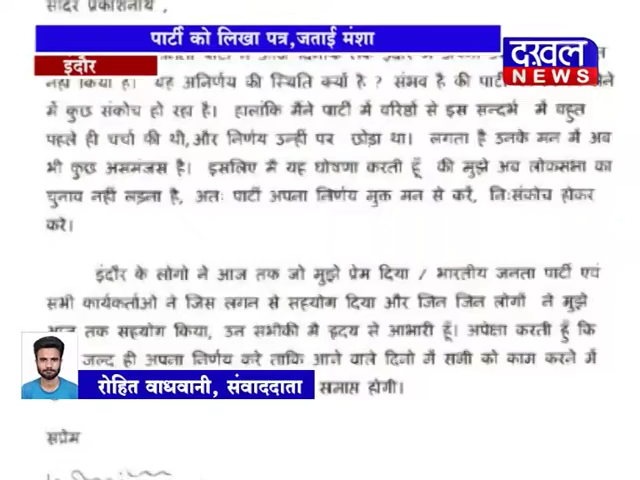 सादर प्रकाशनार्थ ,
पार्टी को लिखा पत्र,जताई मंशा
इंदौर
दखल
NEWS
नहीं किया है। यह अनिर्णय की स्थिति क्यों है ? संभव है की पार्टी
में कुछ संकोच हो रहा है। हालांकि मैंने पार्टी में वरिष्ठों से इस सन्दर्भ में बहुत
पहले ही चर्चा की थी,और निर्णय उन्हीं पर छोड़ा था। लगता है उनके मन में अब
भी कुछ असमंजस है। इसलिए मै यह घोषणा करती हूँ की मुझे अब लोकसभा का
चुनाव नहीं लड़ना है, अतः पार्टी अपना निर्णय मुक्त मन से करें, निःसंकोच होकर
करे।
इंदौर के लोगो ने आज तक जो मुझे प्रेम दिया / भारतीय जनता पार्टी एवं
सभी कार्यकर्ताओ ने जिस लगन से सहयोग दिया और जिन जिन लोगों ने मुझे
आज तक सहयोग किया, उन सभीकी मै हृदय से आभारी हूँ। अपेक्षा करती हूँ कि
जल्द ही अपना निर्णय करे ताकि आने वाले दिनो में सभी को काम करने में
रोहित वाधवानी, संवाददाता समाप्त होगी।
सप्रेम